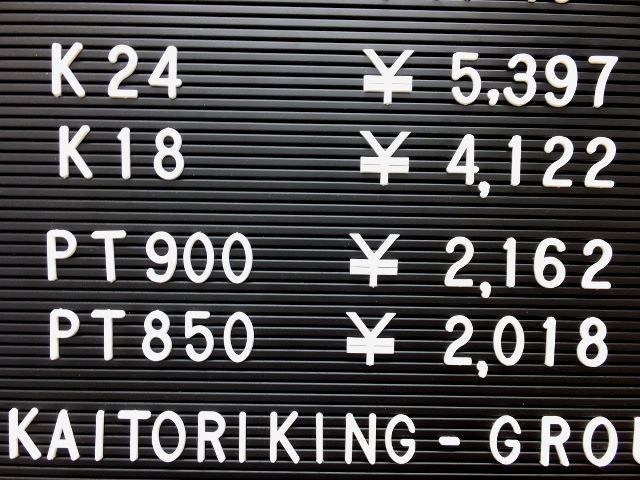 K24 ¥ 5,397
K18 ¥ 4,122
PT900 ¥ 2,162
PT850 ¥ 2,018
KAITORIKING - GROU